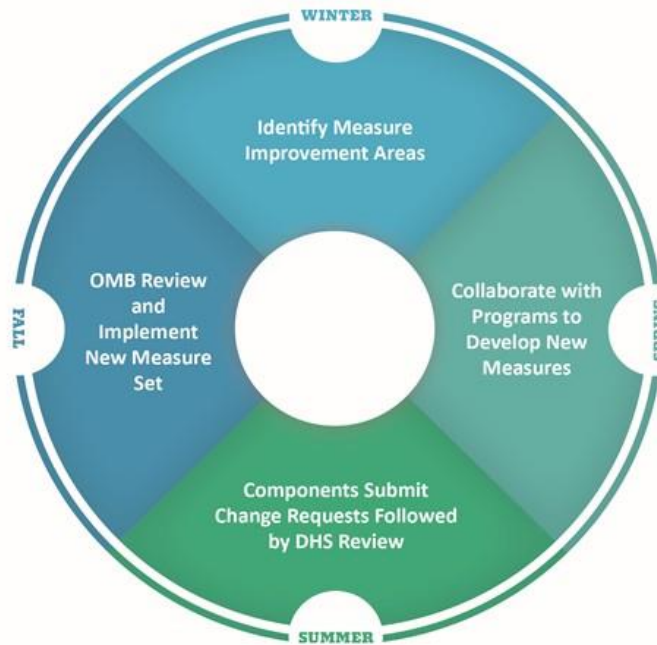 WINTER
Identify Measure
Improvement Areas
OMB Review
and
Implement
New Measure
Set
FALL
Collaborate with
Programs to
Develop New
Measures
SPRING
Components Submit
Change Requests Followed
by DHS Review
SUMMER